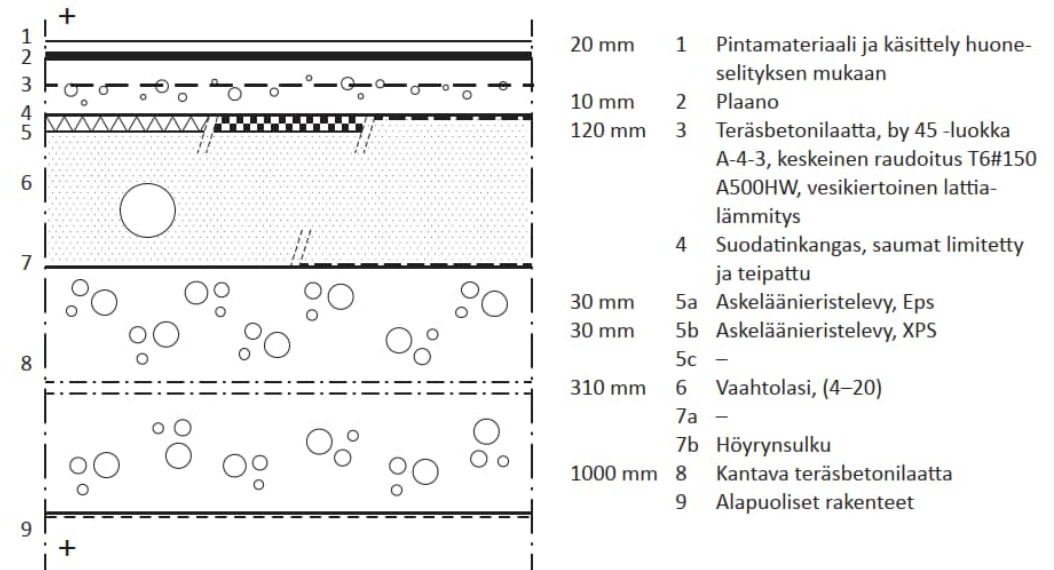 +
1
2
3
4
5
6
7
8
9
+
20 mm 1 Pintamateriaali ja käsittely huone-
selityksen mukaan
10 mm 2 Plaano
120 mm 3 Teräsbetonilaatta, by 45 -luokka
A-4-3, keskeinen raudoitus T6#150
A500HW, vesikiertoinen lattia-
lämmitys
4 Suodatinkangas, saumat limitetty
ja teipattu
30 mm 5a Askeläänieristelevy, Eps
30 mm 5b Askeläänieristelevy, XPS
5c –
310 mm 6 Vaahtolasi, (4–20)
7a –
7b Höyrynsulku
1000 mm 8 Kantava teräsbetonilaatta
9 Alapuoliset rakenteet